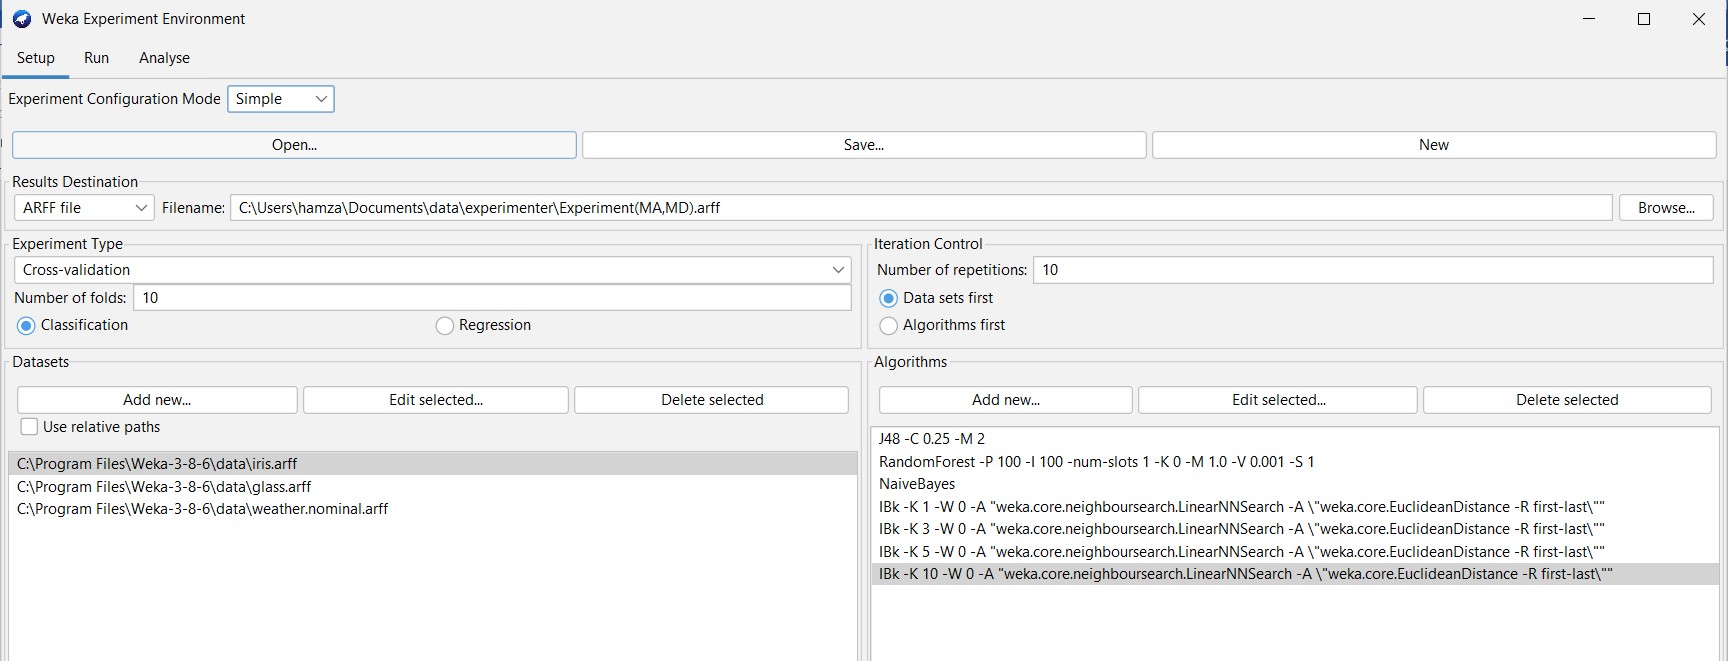 Weka Experiment Environment
Setup Run Analyse
Experiment Configuration Mode Simple
Open... Save... New
Results Destination
ARFF file Filename: C:\Users\hamza\Documents\data\experimenter\Experiment(MA,MD).arff Browse...
Experiment Type
Cross-validation
Number of folds: 10
Classification Regression
Iteration Control
Number of repetitions: 10
Data sets first
Algorithms first
Datasets
Add new... Edit selected... Delete selected
Use relative paths
C:\Program Files\Weka-3-8-6\data\iris.arff
C:\Program Files\Weka-3-8-6\data\glass.arff
C:\Program Files\Weka-3-8-6\data\weather.nominal.arff
Algorithms
Add new... Edit selected... Delete selected
J48 -C 0.25 -M 2
RandomForest -P 100 -I 100 -num-slots 1 -K 0 -M 1.0 -V 0.001 -S 1
NaiveBayes
IBk -K 1 -W 0 -A "weka.core.neighboursearch.LinearNNSearch -A \"weka.core.EuclideanDistance -R first-last\""
IBk -K 3 -W 0 -A "weka.core.neighboursearch.LinearNNSearch -A \"weka.core.EuclideanDistance -R first-last\""
IBk -K 5 -W 0 -A "weka.core.neighboursearch.LinearNNSearch -A \"weka.core.EuclideanDistance -R first-last\""
IBk -K 10 -W 0 -A "weka.core.neighboursearch.LinearNNSearch -A \"weka.core.EuclideanDistance -R first-last\""